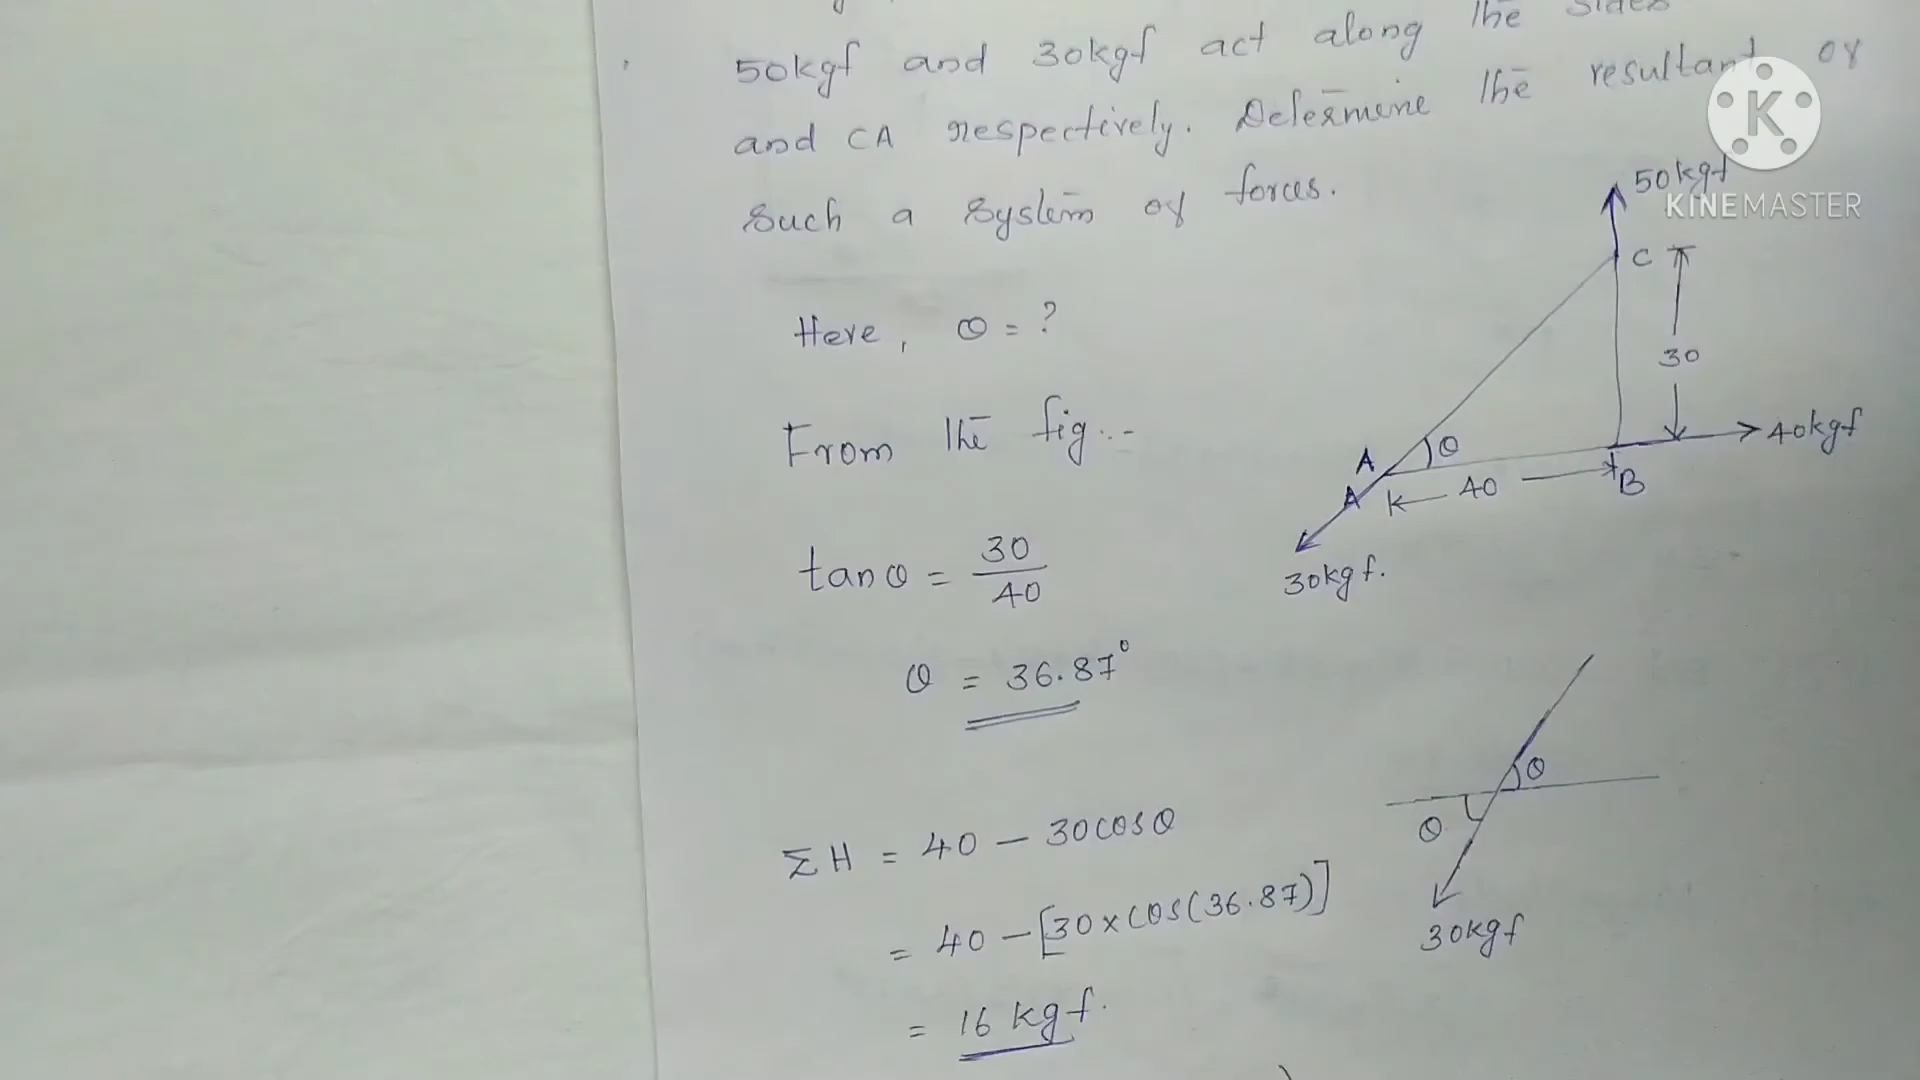 50kgf and 30kgf act along the sides
and CA respectively. Determine the resultant of
such a system of forces.
K
KINEMASTER
50kgf
C
30
40kgf
A
θ
A
40
B
30kgf.
Here, θ = ?
From the fig..-
tanθ = 30/40
θ = 36.87°
θ
θ
30kgf
ΣH = 40 - 30cosθ
= 40 - [30×cos(36.87)]
= 16 kgf.